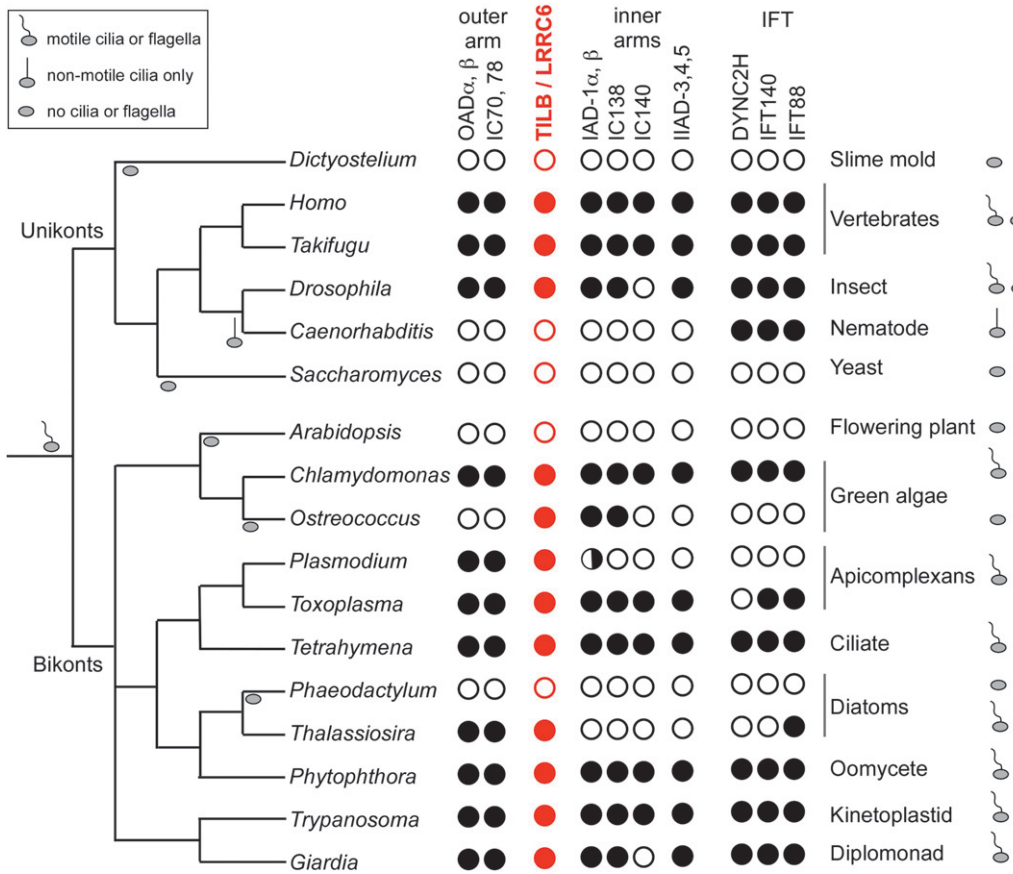 motile cilia or flagella
non-motile cilia only
no cilia or flagella
outer arm
inner arms
IFT
OADα, β
IC70, 78
TILB / LRRC6
IAD-1α, β
IC138
IC140
IIAD-3,4,5
DYNC2H
IFT140
IFT88
Unikonts
Bikonts
Dictyostelium Slime mold
Homo
Vertebrates
Takifugu
Drosophila Insect
Caenorhabditis Nematode
Saccharomyces Yeast
Arabidopsis Flowering plant
Chlamydomonas
Green algae
Ostreococcus
Plasmodium
Apicomplexans
Toxoplasma
Tetrahymena Ciliate
Phaeodactylum
Diatoms
Thalassiosira
Phytophthora Oomycete
Trypanosoma Kinetoplastid
Giardia Diplomonad